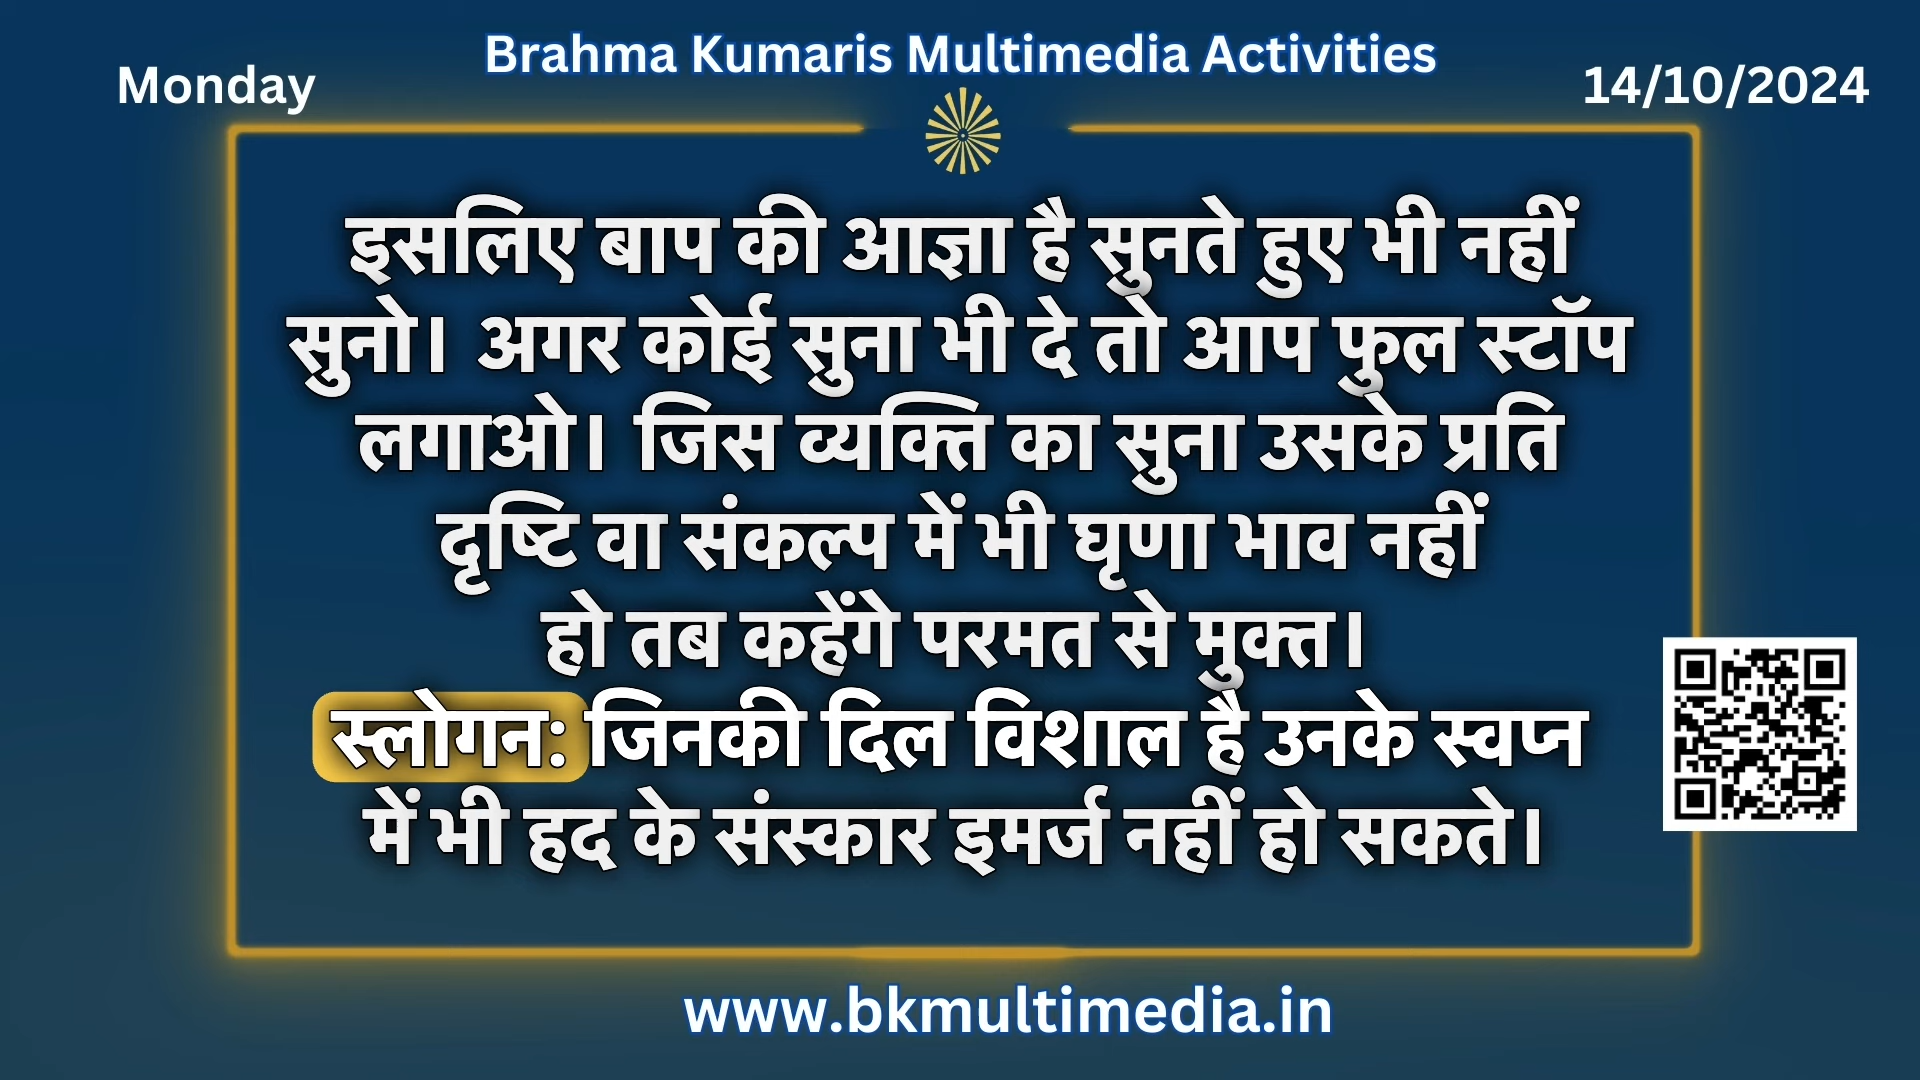 Brahma Kumaris Multimedia Activities
Monday
14/10/2024
इसलिए बाप की आज्ञा है सुनते हुए भी नहीं
सुनो। अगर कोई सुना भी दे तो आप फुल स्टॉप
लगाओ। जिस व्यक्ति का सुना उसके प्रति
दृष्टि वा संकल्प में भी घृणा भाव नहीं
हो तब कहेंगे परमत से मुक्त।
स्लोगन: जिनकी दिल विशाल है उनके स्वप्न
में भी हद के संस्कार इमर्ज नहीं हो सकते।
www.bkmultimedia.in